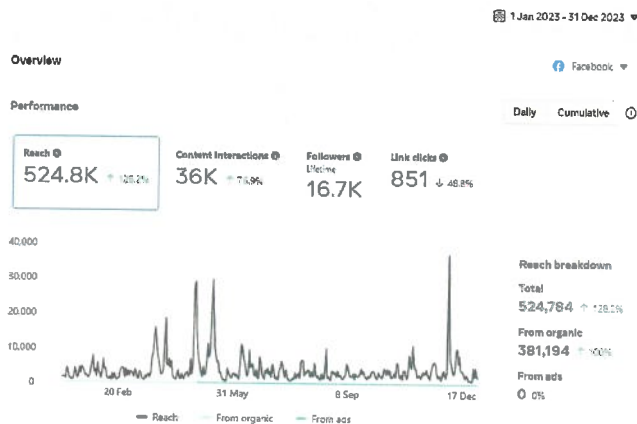 1 Jan 2023 - 31 Dec 2023
Overview
Facebook
Performance
Daily Cumulative
Reach Content Interactions Followers Link clicks
524.8K 36K Lifetime 851 ↓ 48.8%
16.7K
40,000
30,000
20,000
10,000
0
20 Feb 31 May 8 Sep 17 Dec
Reach From organic From ads
Reach breakdown
Total
524,784
From organic
381,194 ↑ 100%
From ads
0 0%